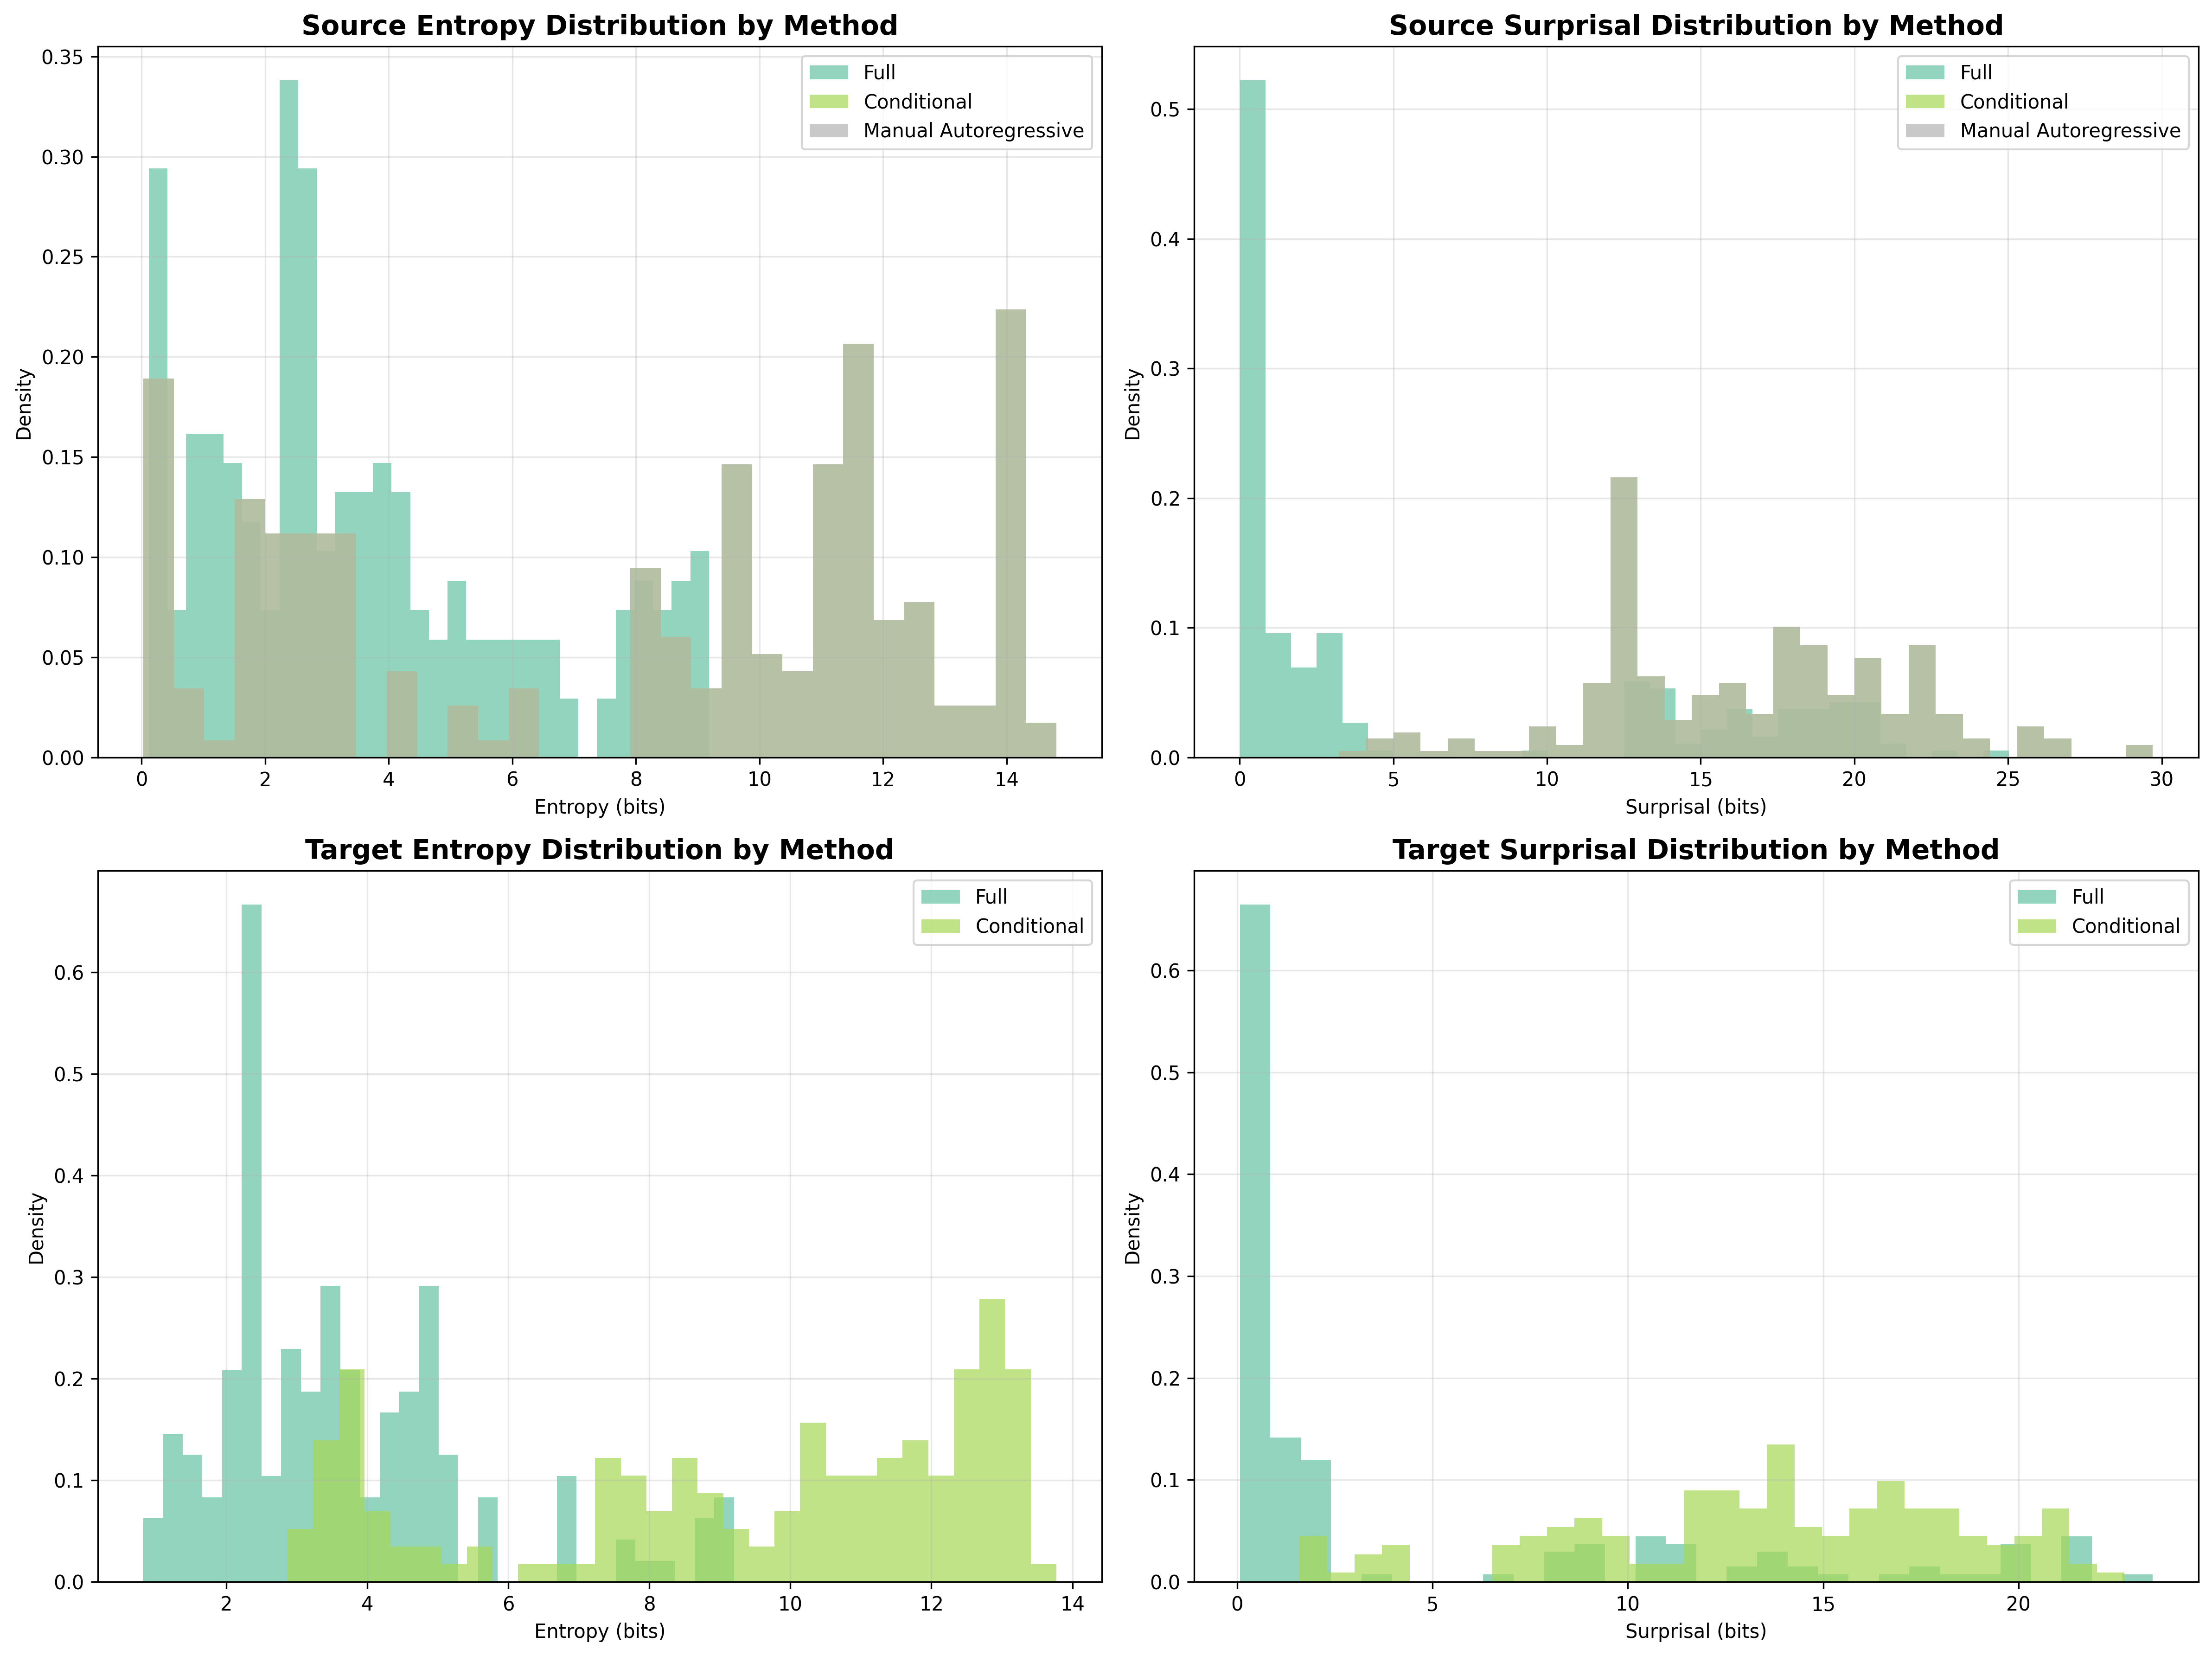 Source Entropy Distribution by Method
Full
Conditional
Manual Autoregressive
0.35
0.30
0.25
0.20
0.15
0.10
0.05
0.00
Density
0 2 4 6 8 10 12 14
Entropy (bits)
Source Surprisal Distribution by Method
Full
Conditional
Manual Autoregressive
0.5
0.4
0.3
0.2
0.1
0.0
Density
0 5 10 15 20 25 30
Surprisal (bits)
Target Entropy Distribution by Method
Full
Conditional
0.6
0.5
0.4
0.3
0.2
0.1
0.0
Density
2 4 6 8 10 12 14
Entropy (bits)
Target Surprisal Distribution by Method
Full
Conditional
0.6
0.5
0.4
0.3
0.2
0.1
0.0
Density
0 5 10 15 20
Surprisal (bits)